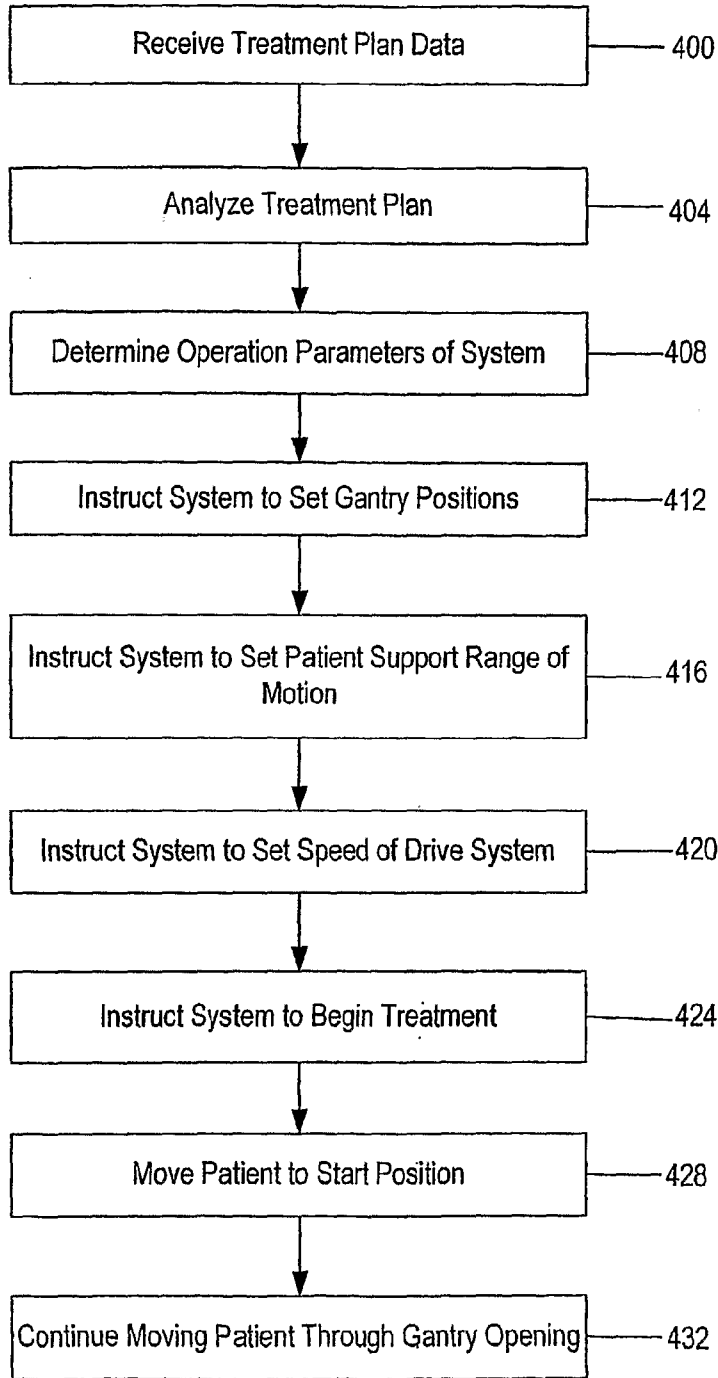 Receive Treatment Plan Data
400
Analyze Treatment Plan
404
Determine Operation Parameters of System
408
Instruct System to Set Gantry Positions
412
Instruct System to Set Patient Support Range of
Motion
416
Instruct System to Set Speed of Drive System
420
Instruct System to Begin Treatment
424
Move Patient to Start Position
428
Continue Moving Patient Through Gantry Opening
432